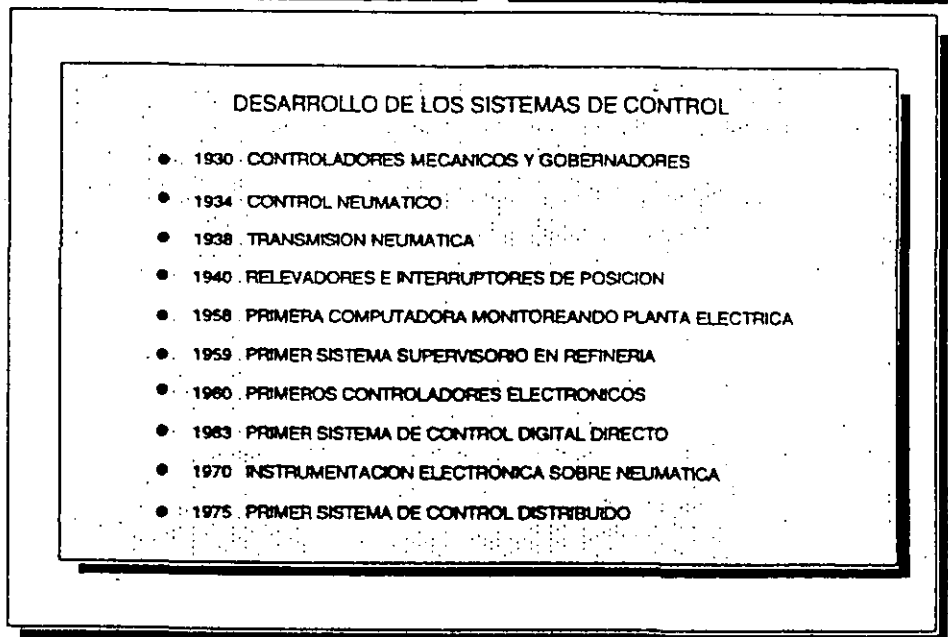 DESARROLLO DE LOS SISTEMAS DE CONTROL
● 1930 CONTROLADORES MECANICOS Y GOBERNADORES
● 1934 CONTROL NEUMATICO
● 1938 TRANSMISION NEUMATICA
● 1940 RELEVADORES E INTERRUPTORES DE POSICION
● 1958 PRIMERA COMPUTADORA MONITOREANDO PLANTA ELECTRICA
● 1959 PRIMER SISTEMA SUPERVISORIO EN REFINERIA
● 1960 PRIMEROS CONTROLADORES ELECTRONICOS
● 1963 PRIMER SISTEMA DE CONTROL DIGITAL DIRECTO
● 1970 INSTRUMENTACION ELECTRONICA SOBRE NEUMATICA
● 1975 PRIMER SISTEMA DE CONTROL DISTRIBUIDO